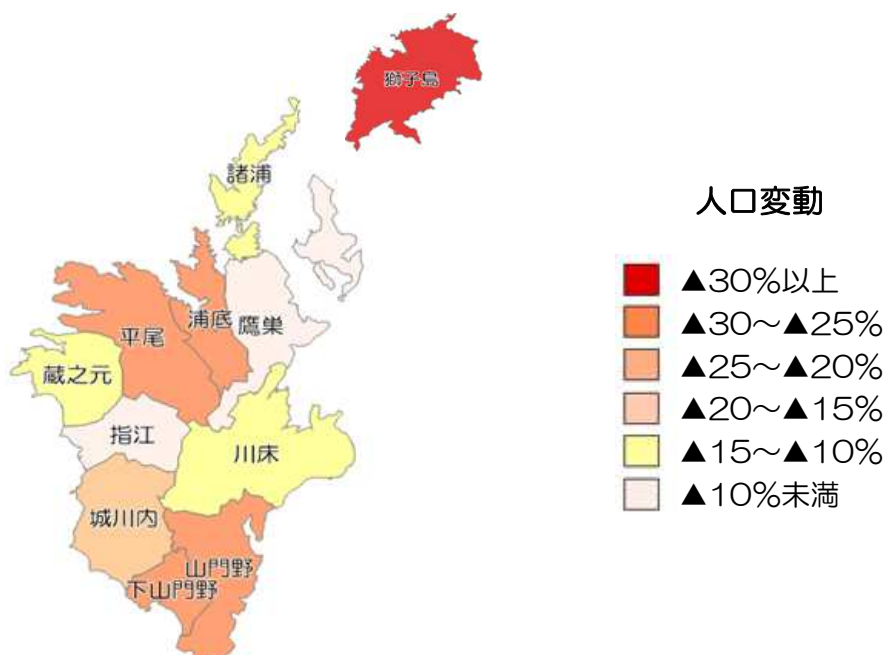 獅子島
諸浦
浦底
鷹巣
平尾
蔵之元
指江
川床
城川内
山門野
下山門野
人口変動
▲30%以上
▲30～▲25%
▲25～▲20%
▲20～▲15%
▲15～▲10%
▲10%未満